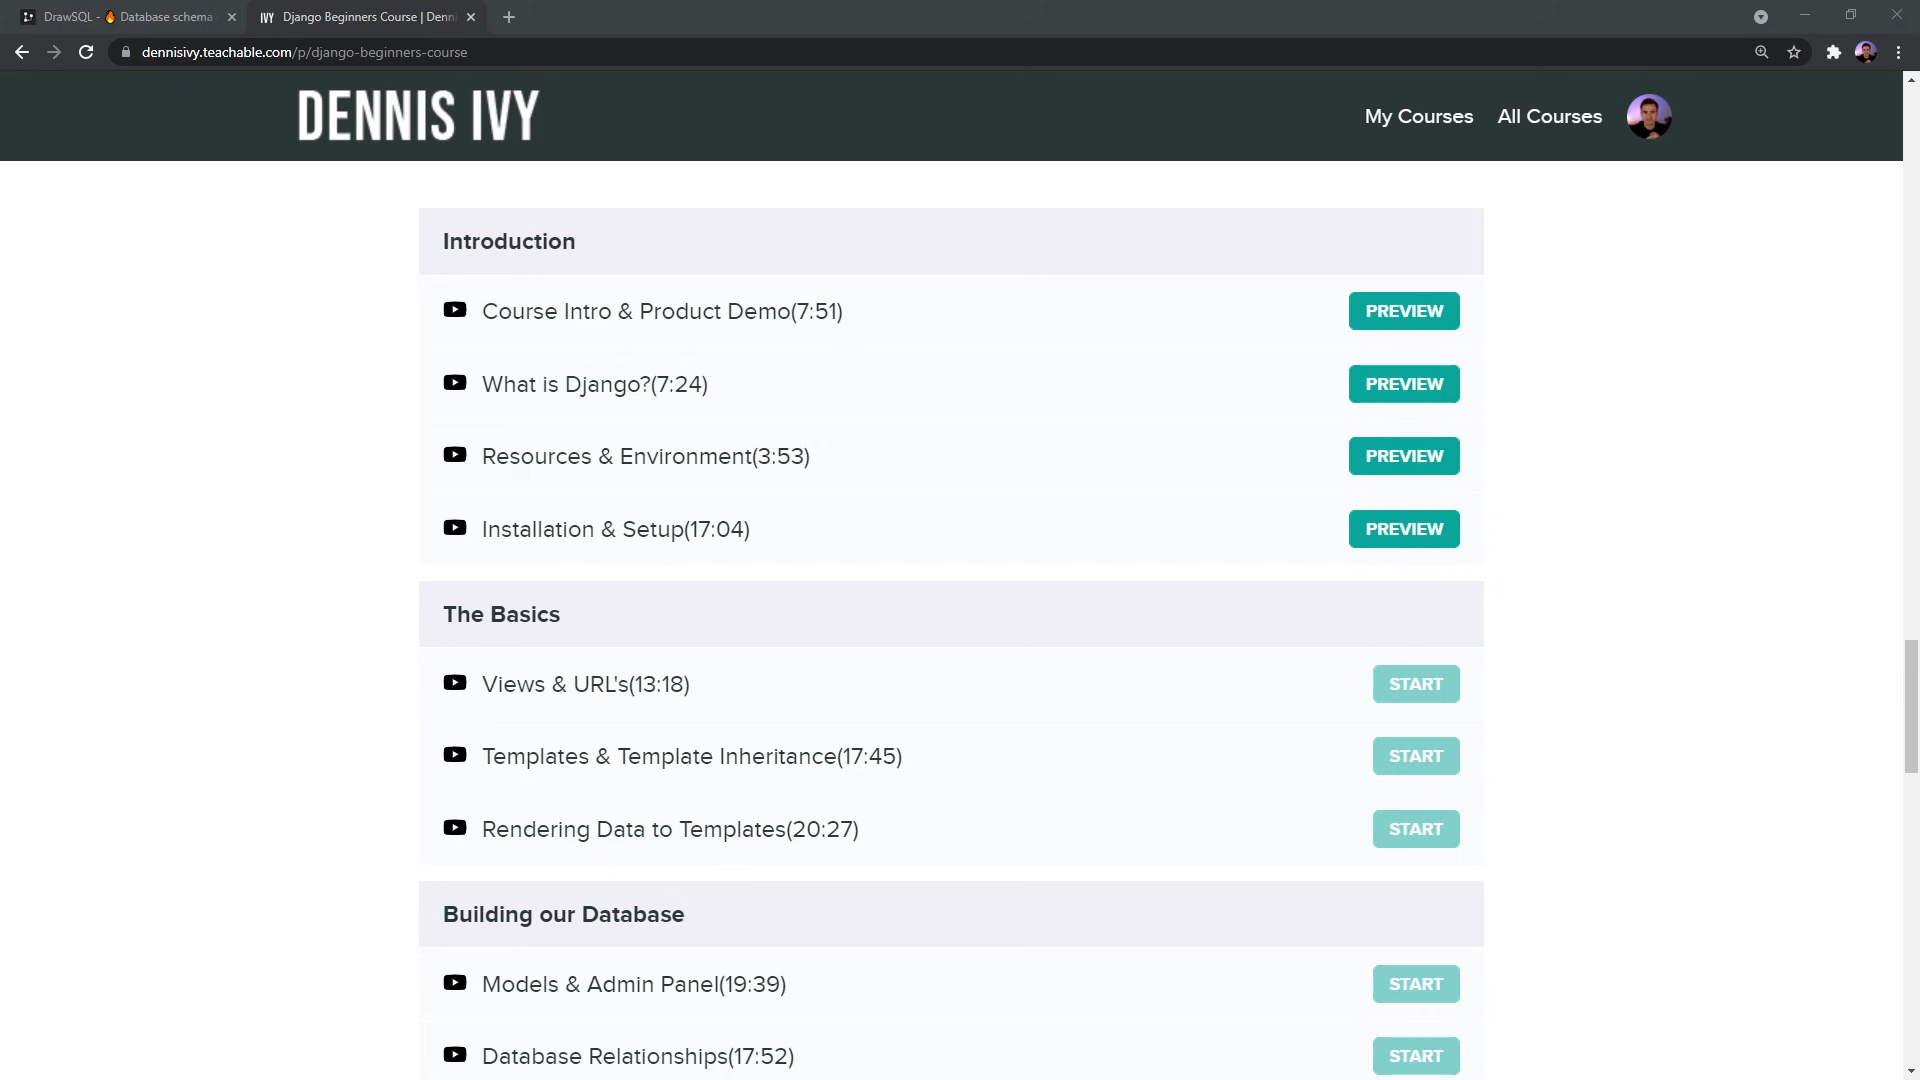 DrawSQL - 🔥 Database schema
IVY Django Beginners Course | Denni
dennisivy.teachable.com/p/django-beginners-course
DENNIS IVY
My Courses All Courses
Introduction
Course Intro & Product Demo(7:51) PREVIEW
What is Django?(7:24) PREVIEW
Resources & Environment(3:53) PREVIEW
Installation & Setup(17:04) PREVIEW
The Basics
Views & URL's(13:18) START
Templates & Template Inheritance(17:45) START
Rendering Data to Templates(20:27) START
Building our Database
Models & Admin Panel(19:39) START
Database Relationships(17:52) START